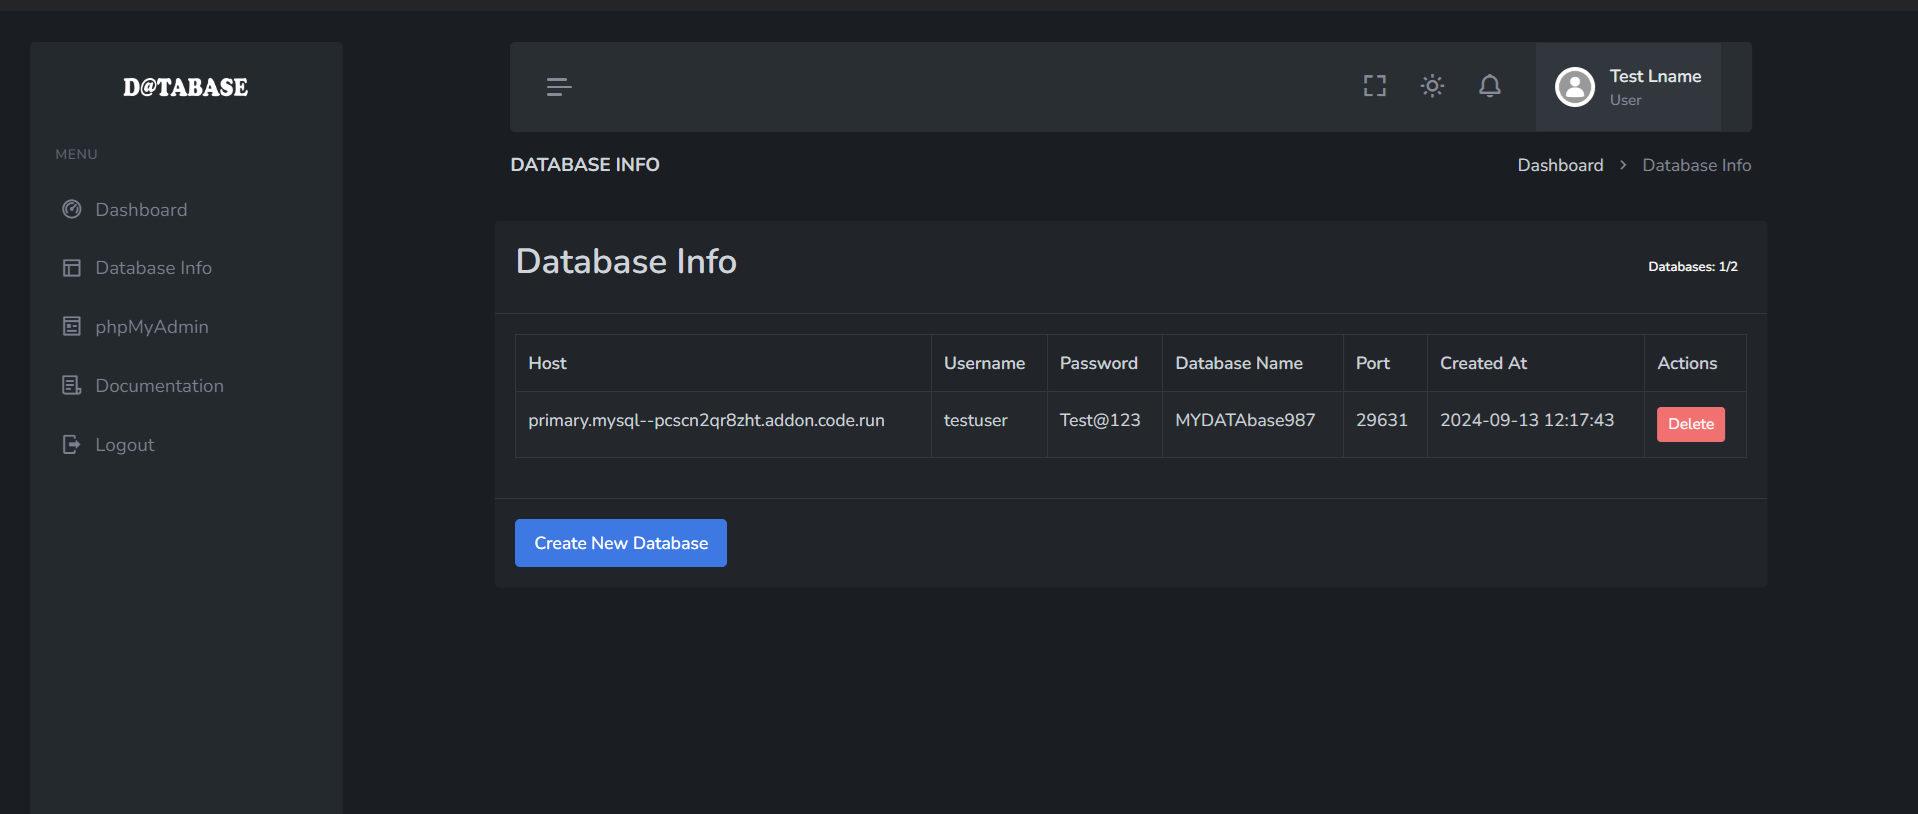 D@TABASE
MENU
Dashboard
Database Info
phpMyAdmin
Documentation
Logout
Test Lname
User
DATABASE INFO
Dashboard > Database Info
Database Info
Databases: 1/2
Host Username Password Database Name Port Created At Actions
primary.mysql--pcscn2qr8zht.addon.code.run testuser Test@123 MYDATAbase987 29631 2024-09-13 12:17:43 Delete
Create New Database